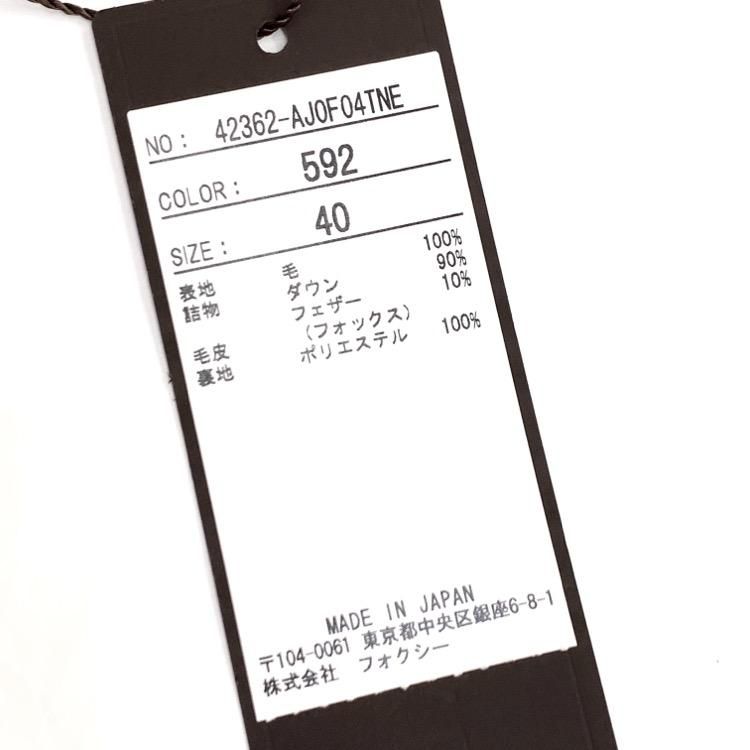 NO: 42362-AJ0F04TNE
COLOR: 592
SIZE: 40
表地 毛 100%
詰物 ダウン 90%
フェザー 10%
毛皮 (フォックス)
裏地 ポリエステル 100%
MADE IN JAPAN
〒104-0061 東京都中央区銀座6-8-1
株式会社 フォクシー